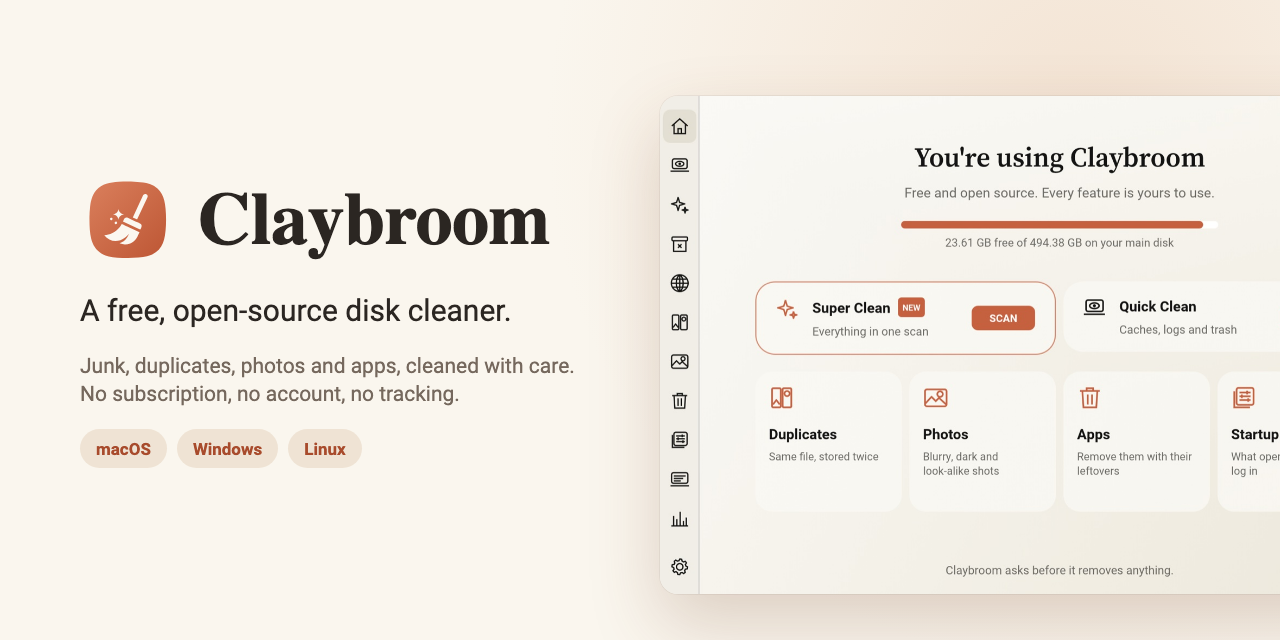 Claybroom
A free, open-source disk cleaner.
Junk, duplicates, photos and apps, cleaned with care.
No subscription, no account, no tracking.
macOS Windows Linux
You're using Claybroom
Free and open source. Every feature is yours to use.
23.61 GB free of 494.38 GB on your main disk
Super Clean NEW
Everything in one scan
SCAN
Quick Clean
Caches, logs and trash
Duplicates
Same file, stored twice
Photos
Blurry, dark and
look-alike shots
Apps
Remove them with their
leftovers
Startup
What oper
log in
Claybroom asks before it removes anything.